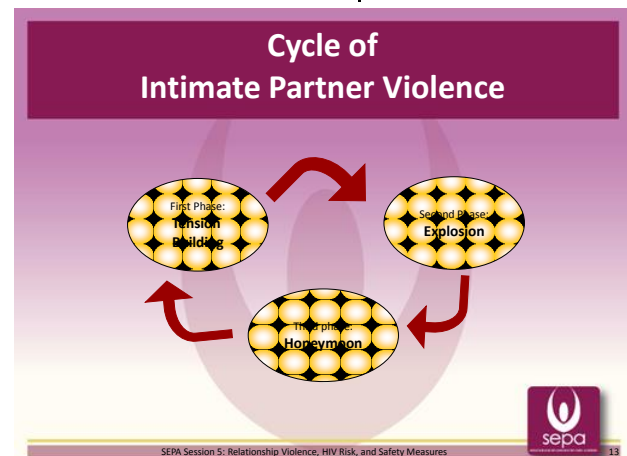 Cycle of
Intimate Partner Violence
First Phase:
Tension
Building
Second Phase:
Explosion
Third phase:
Honeymoon
sepa
SEPA Session 5: Relationship Violence, HIV Risk, and Safety Measures
13